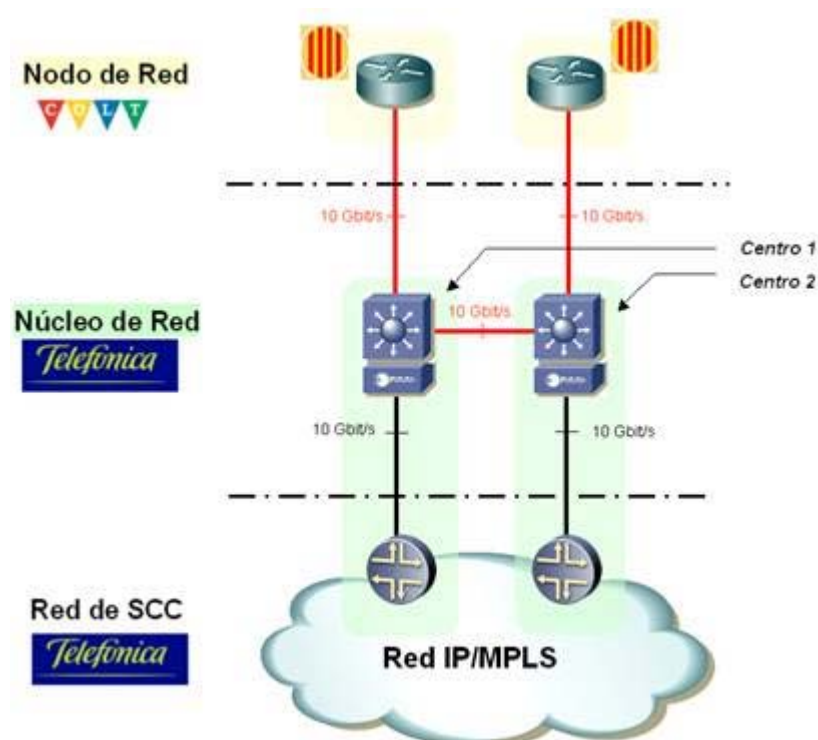 Nodo de Red
COLT
10 Gbit/s
10 Gbit/s.
Centro 1
Centro 2
Núcleo de Red
Telefónica
10 Gbit/s.
10 Gbit/s
10 Gbit/s
Red de SCC
Telefónica
Red IP/MPLS